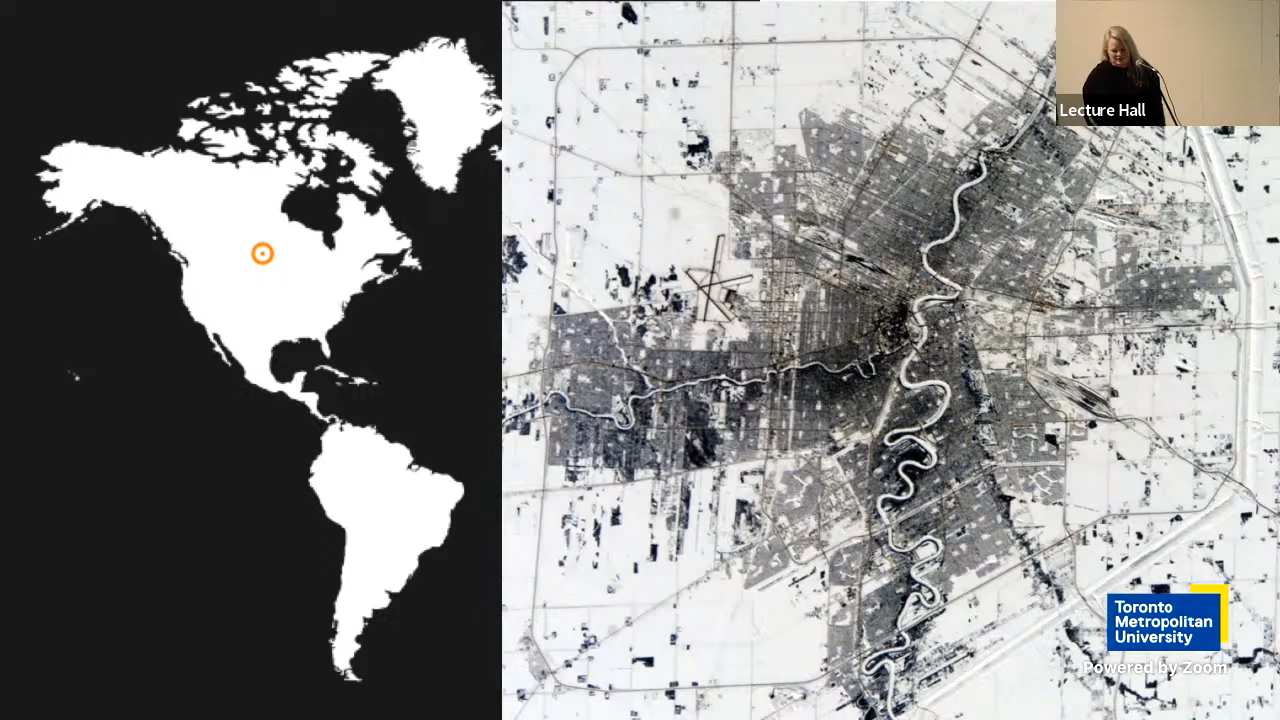 Lecture Hall
Toronto
Metropolitan
University
Powered by Zoom